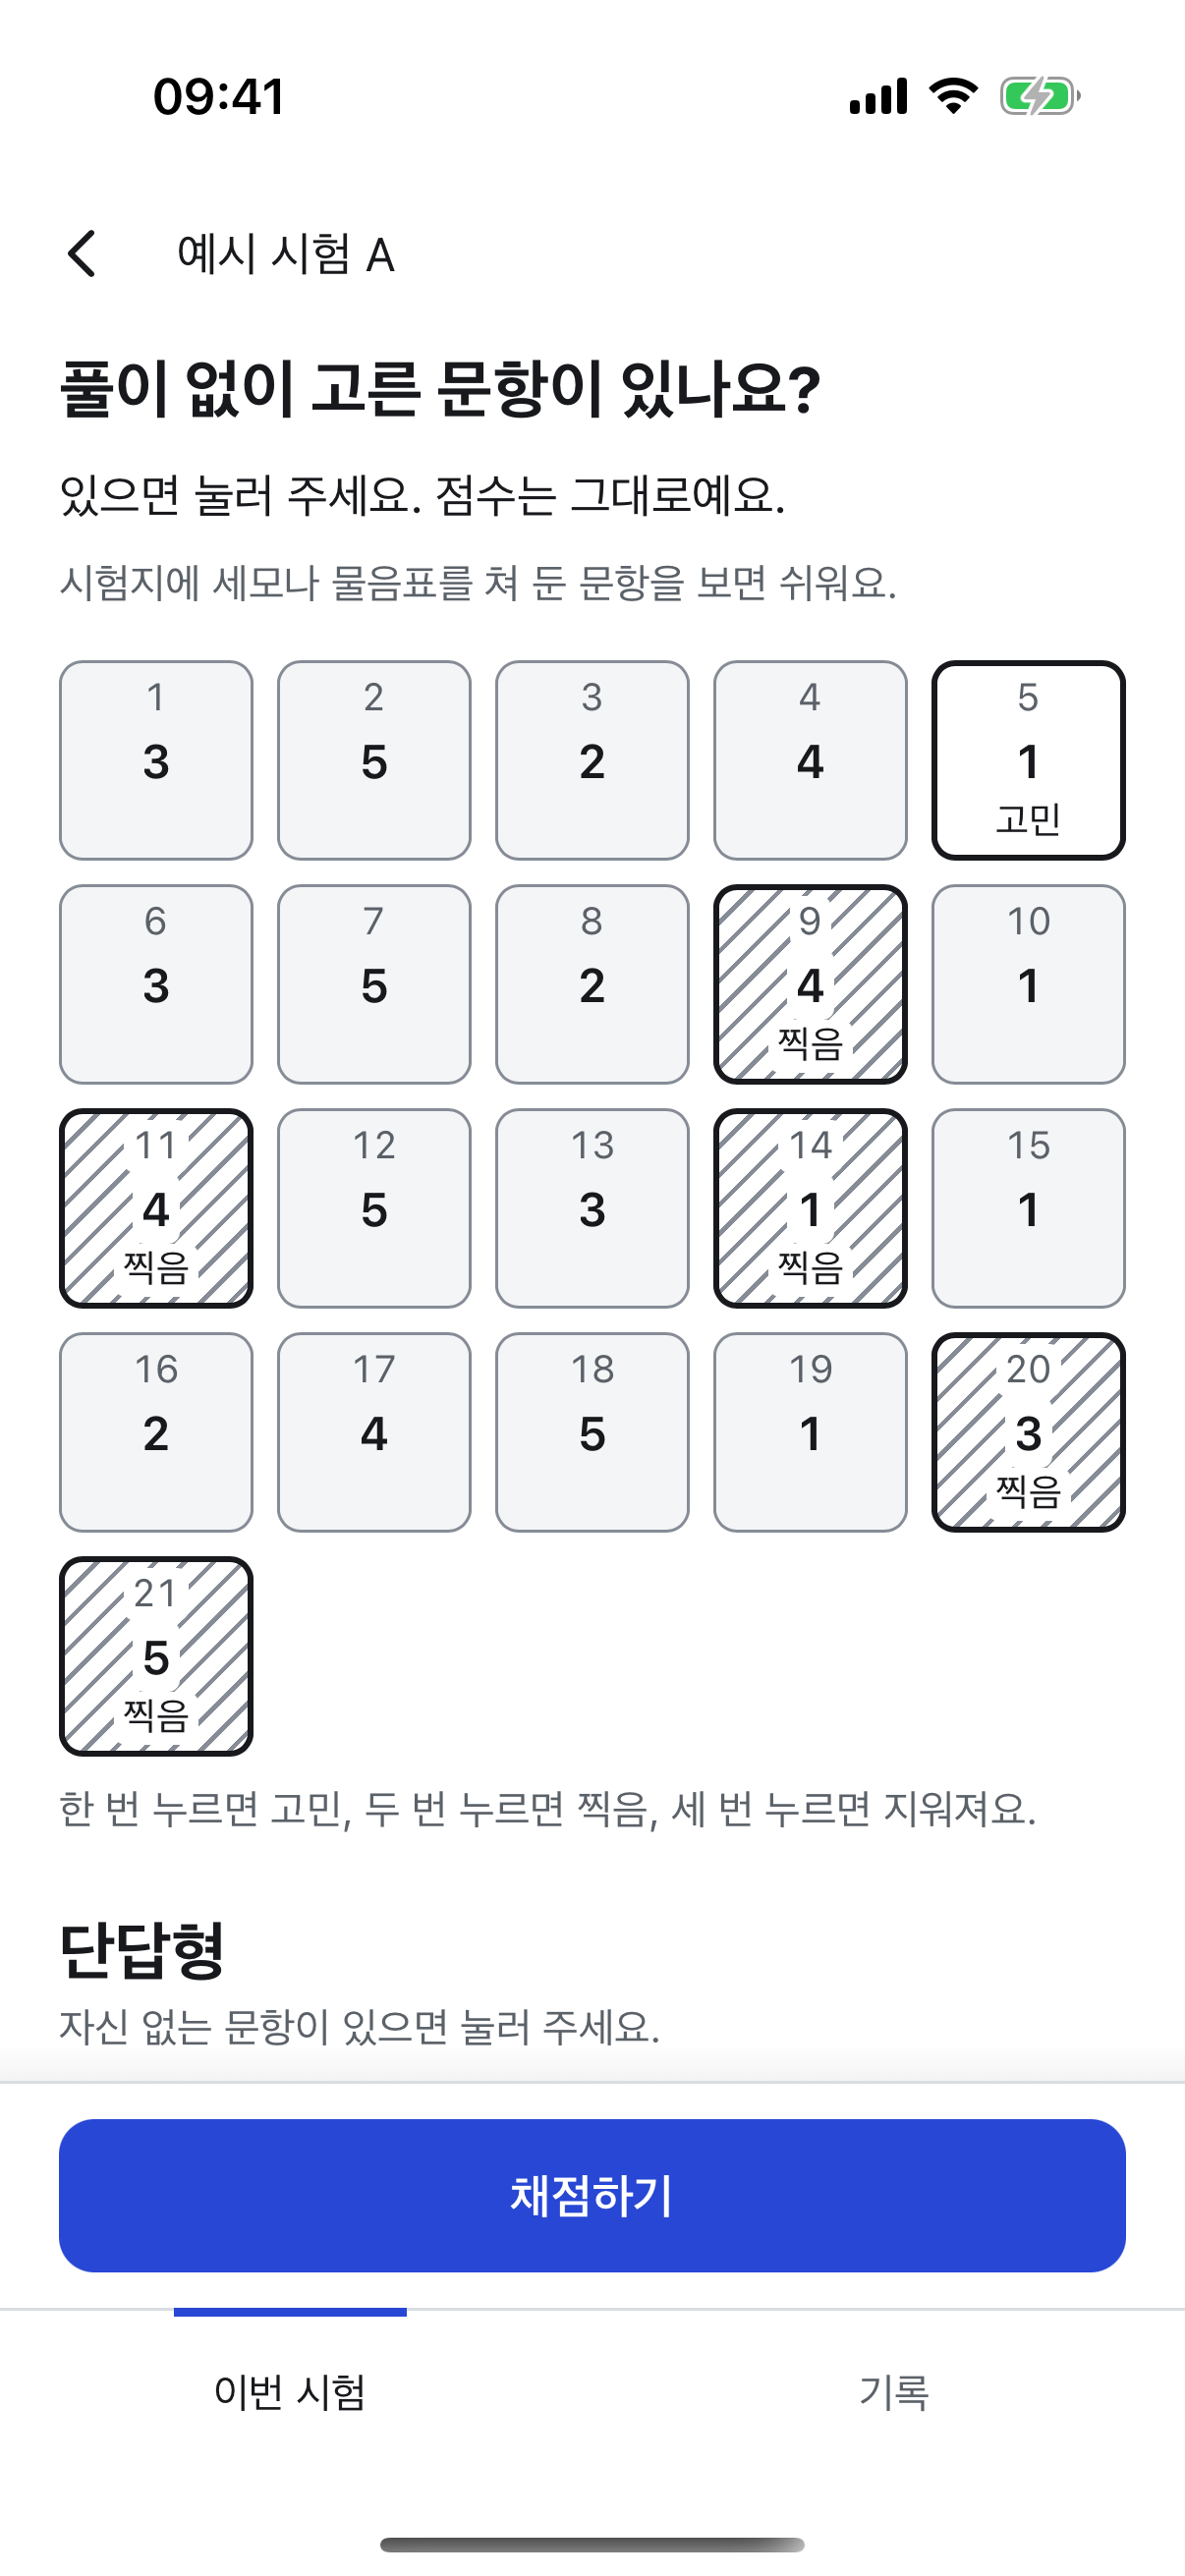 09:41
예시 시험 A
풀이 없이 고른 문항이 있나요?
있으면 눌러 주세요. 점수는 그대로예요.
시험지에 세모나 물음표를 쳐 둔 문항을 보면 쉬워요.
1 2 3 4 5
3 5 2 4 1
고민
6 7 8 9 10
3 5 2 4 1
찍음
11 12 13 14 15
4 5 3 1 1
찍음 찍음
16 17 18 19 20
2 4 5 1 3
찍음
21
5
찍음
한 번 누르면 고민, 두 번 누르면 찍음, 세 번 누르면 지워져요.
단답형
자신 없는 문항이 있으면 눌러 주세요.
채점하기
이번 시험 기록